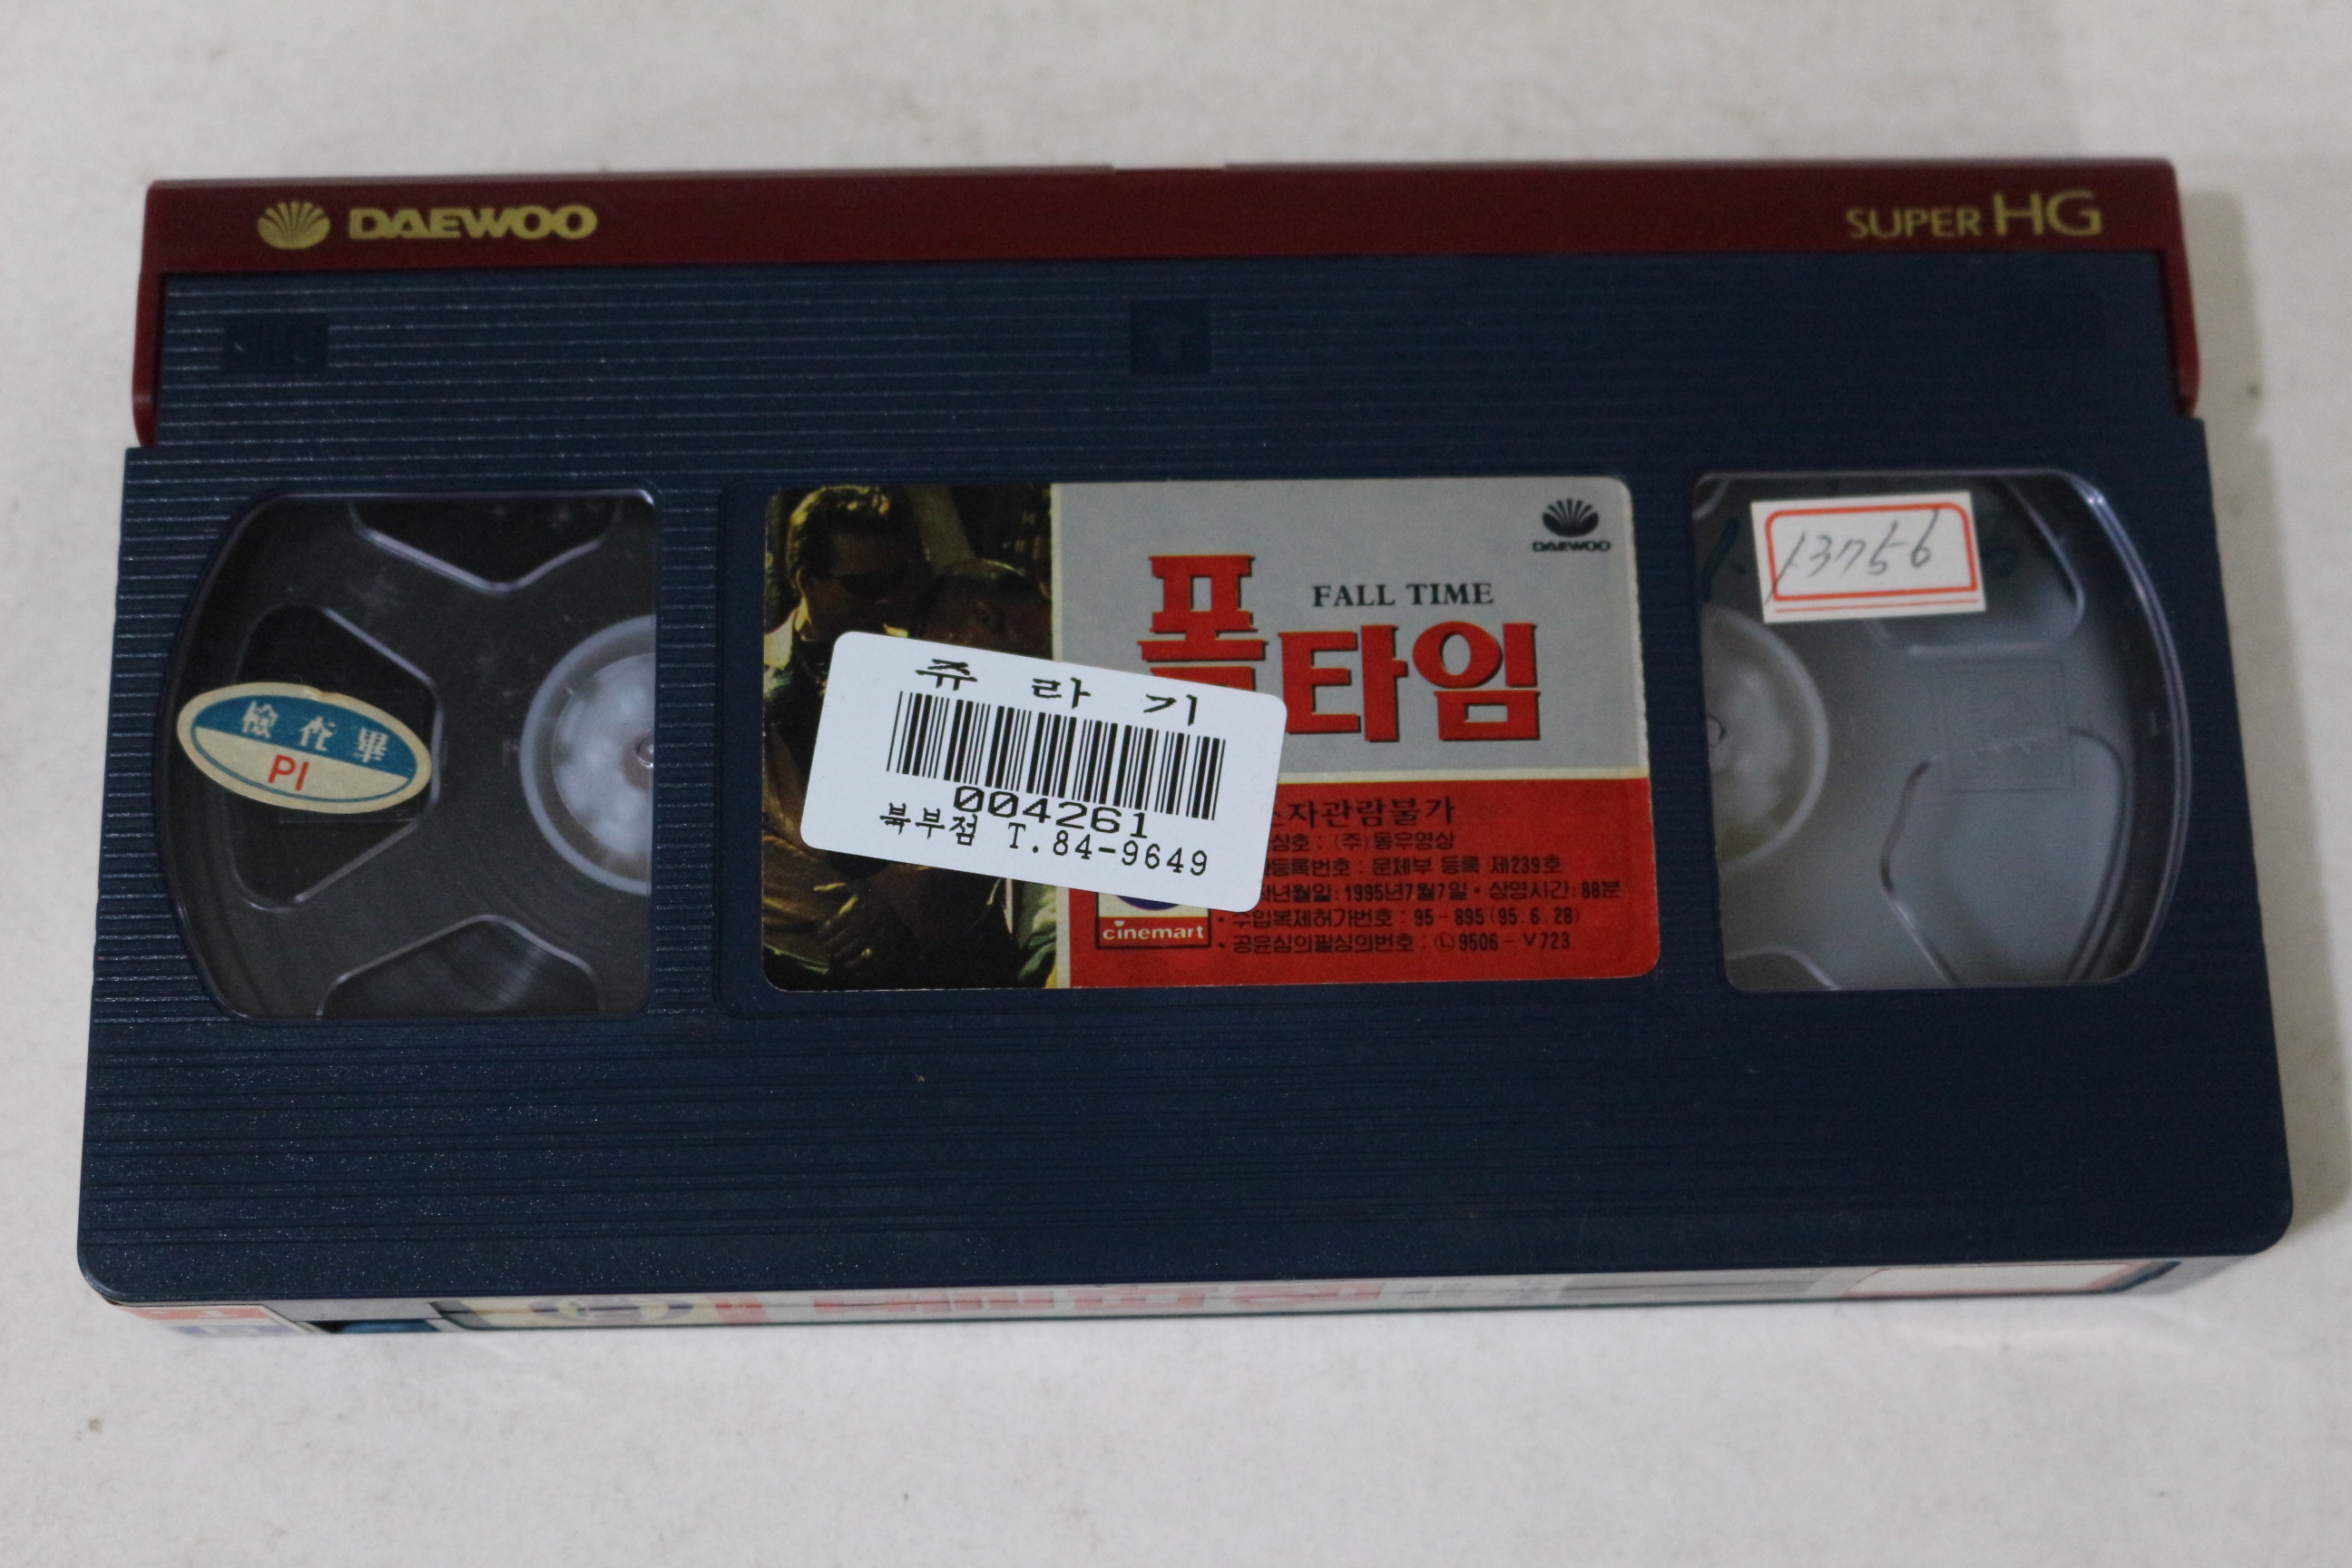 DAEWOO
SUPER HG
DAEWOO
FALL TIME
폴타임
쥬라기
004261
북부점 T.84-9649
자관람불가
상호 : (주) 동우영상
등록번호 : 문체부 등록 제239호
년월일: 1995년7월7일 • 상영시간: 88분
• 수입복제허가번호 : 95-895 (95. 6. 28)
• 공윤심의필심의번호 : Ⓛ9506-V723
cinemart
檢査畢
PI
13756